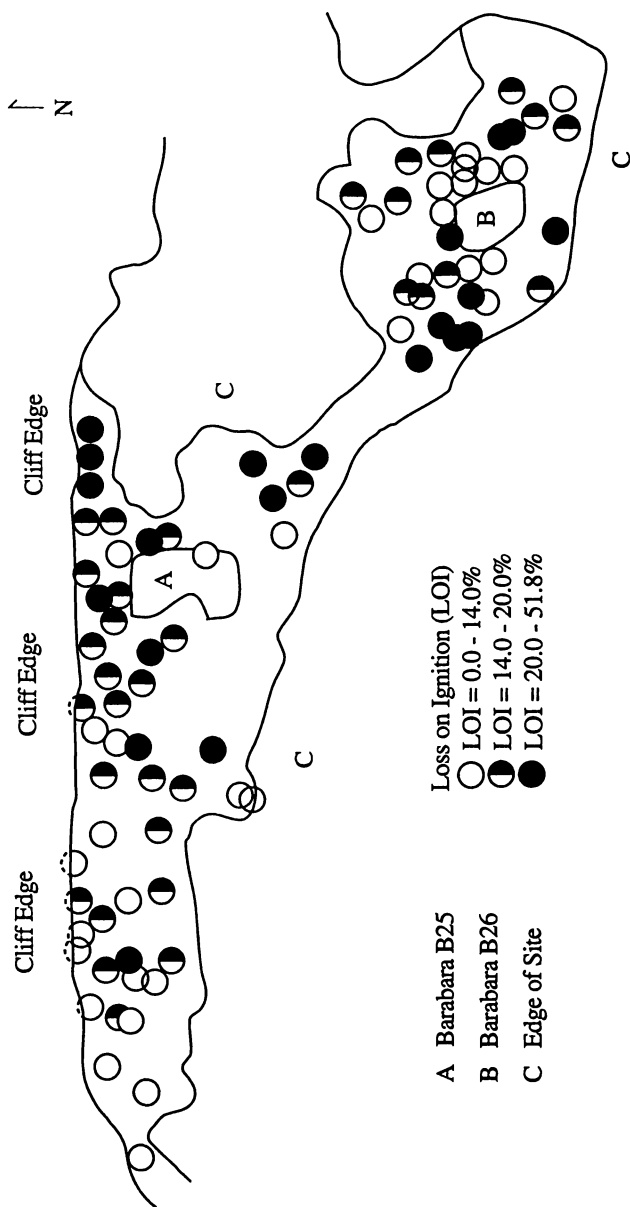 N
Cliff Edge
Cliff Edge
Cliff Edge
C
C
C
A
B
A Barabara B25
B Barabara B26
C Edge of Site
Loss on Ignition (LOI)
LOI = 0.0 - 14.0%
LOI = 14.0 - 20.0%
LOI = 20.0 - 51.8%